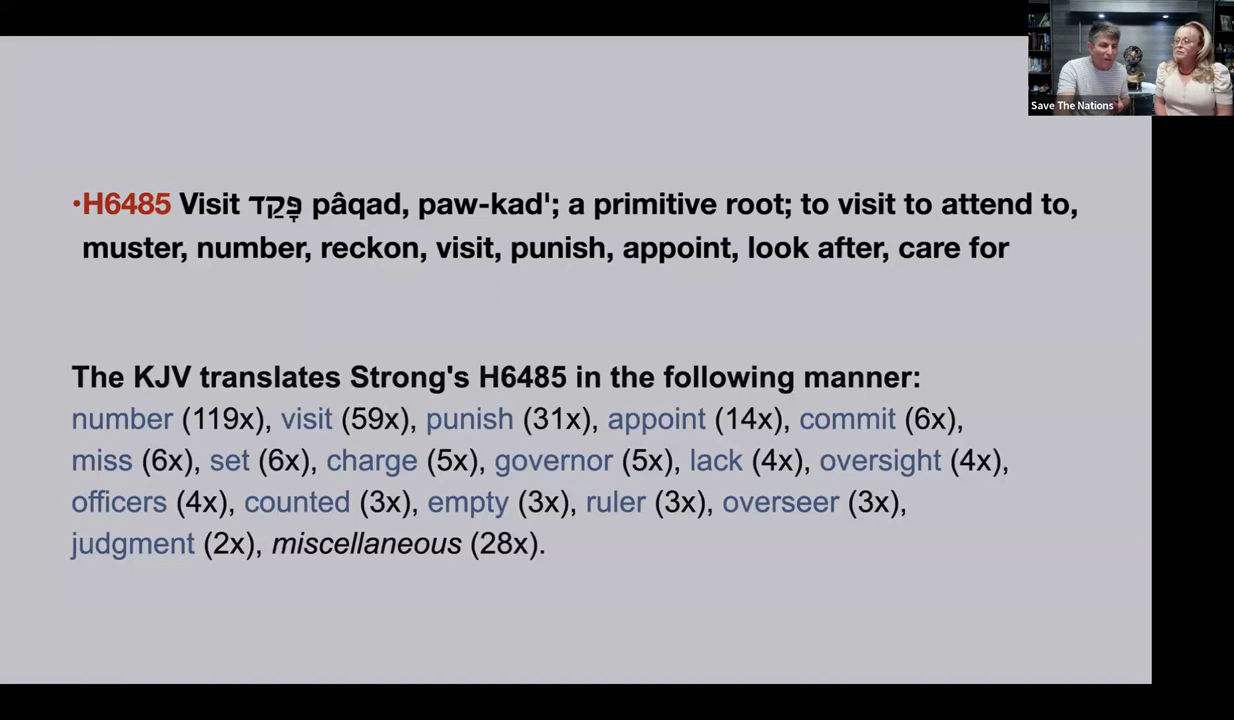 Save The Nations
•H6485 Visit פָּקַד pâqad, paw-kad'; a primitive root; to visit to attend to,
muster, number, reckon, visit, punish, appoint, look after, care for
The KJV translates Strong's H6485 in the following manner:
number (119x), visit (59x), punish (31x), appoint (14x), commit (6x),
miss (6x), set (6x), charge (5x), governor (5x), lack (4x), oversight (4x),
officers (4x), counted (3x), empty (3x), ruler (3x), overseer (3x),
judgment (2x), miscellaneous (28x).